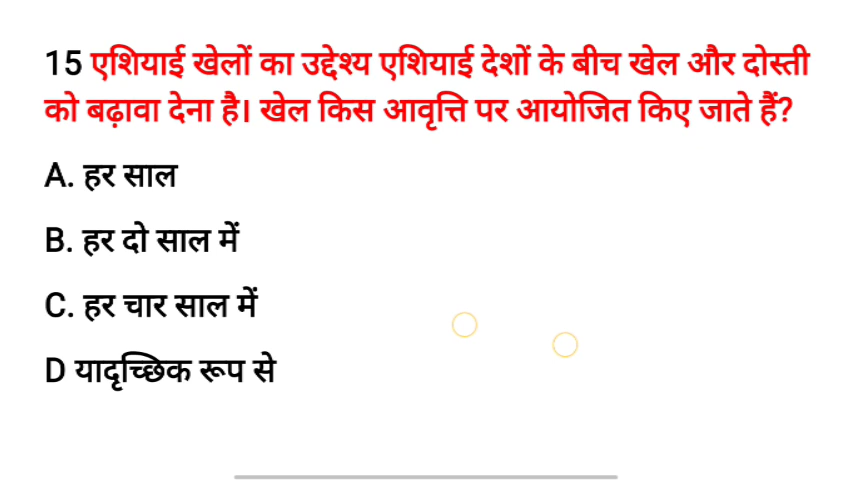 15 एशियाई खेलों का उद्देश्य एशियाई देशों के बीच खेल और दोस्ती
को बढ़ावा देना है। खेल किस आवृत्ति पर आयोजित किए जाते हैं?
A. हर साल
B. हर दो साल में
C. हर चार साल में
D यादृच्छिक रूप से